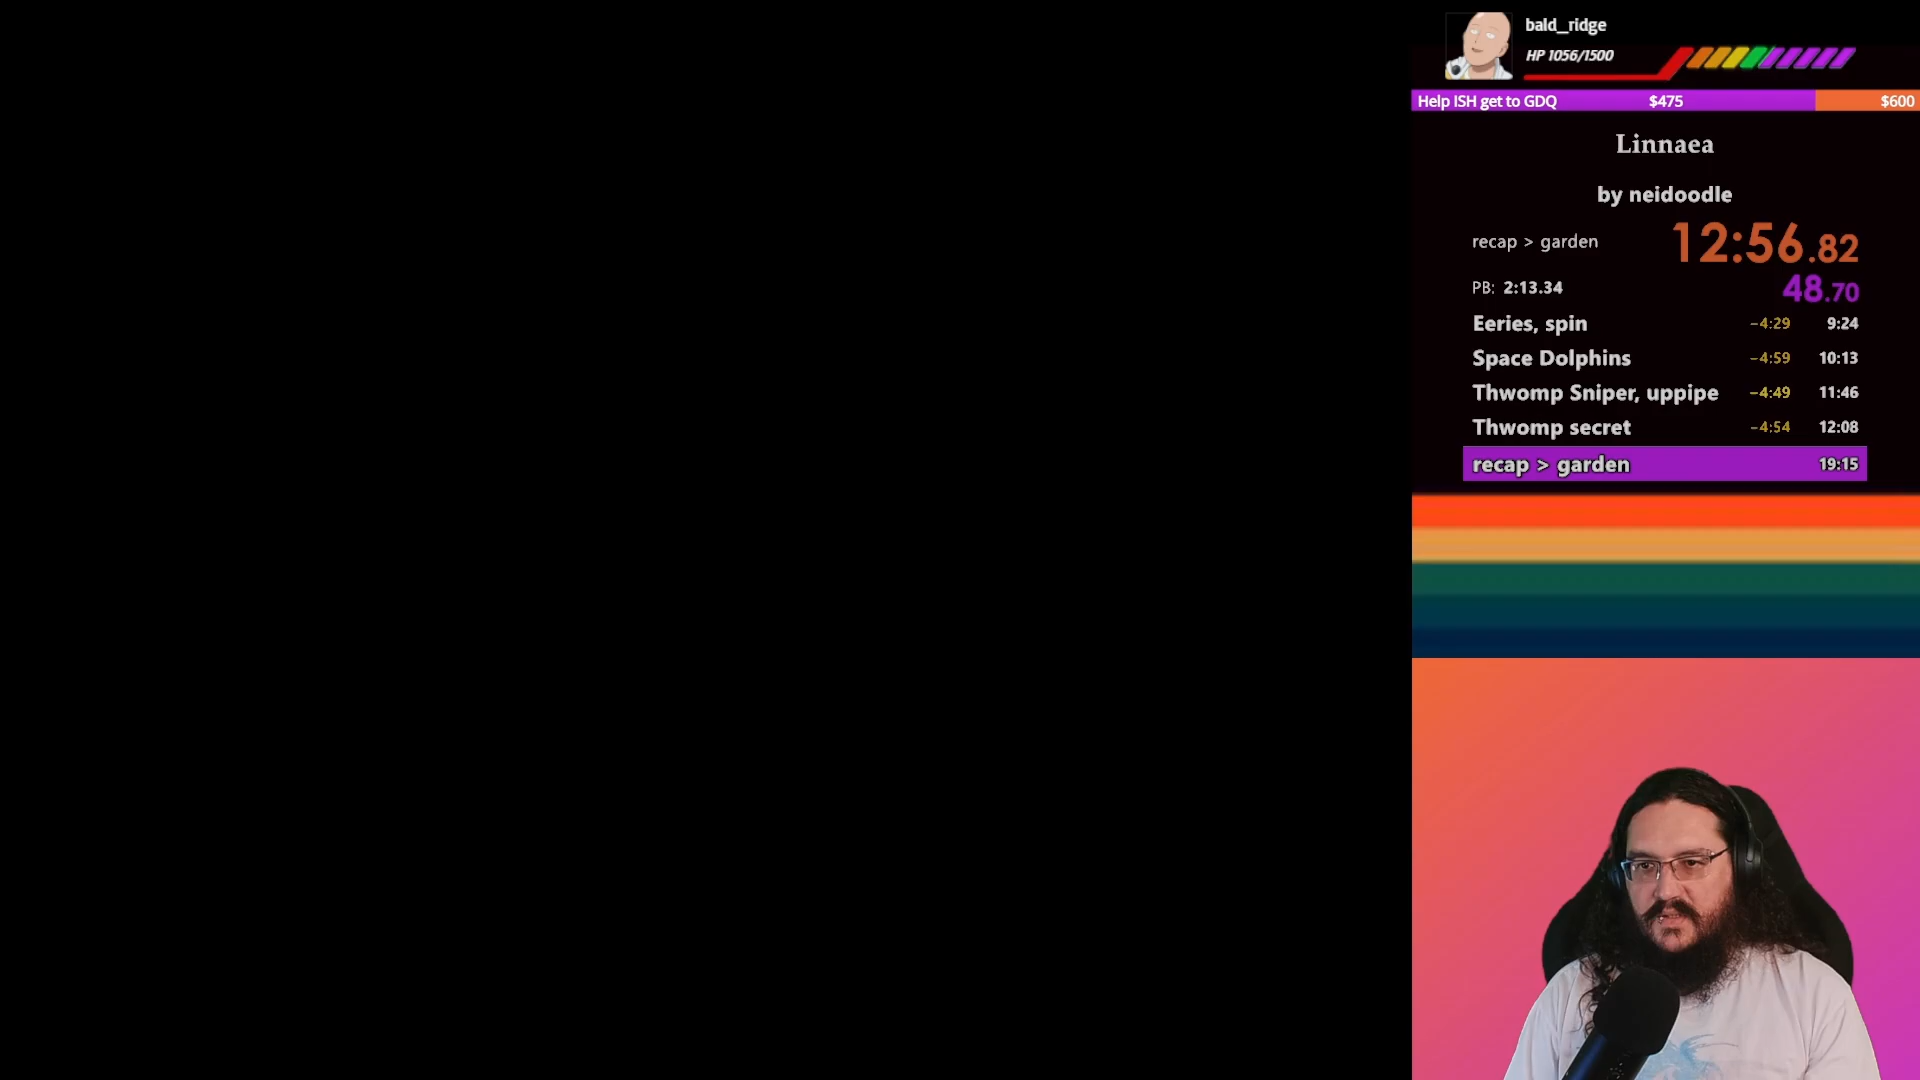 bald_ridge
HP 1056/1500
Help ISH get to GDQ $475 $600
Linnaea
by neidoodle
recap > garden 12:56.82
PB: 2:13.34 48.70
Eeries, spin −4:29 9:24
Space Dolphins −4:59 10:13
Thwomp Sniper, uppipe −4:49 11:46
Thwomp secret −4:54 12:08
recap > garden 19:15